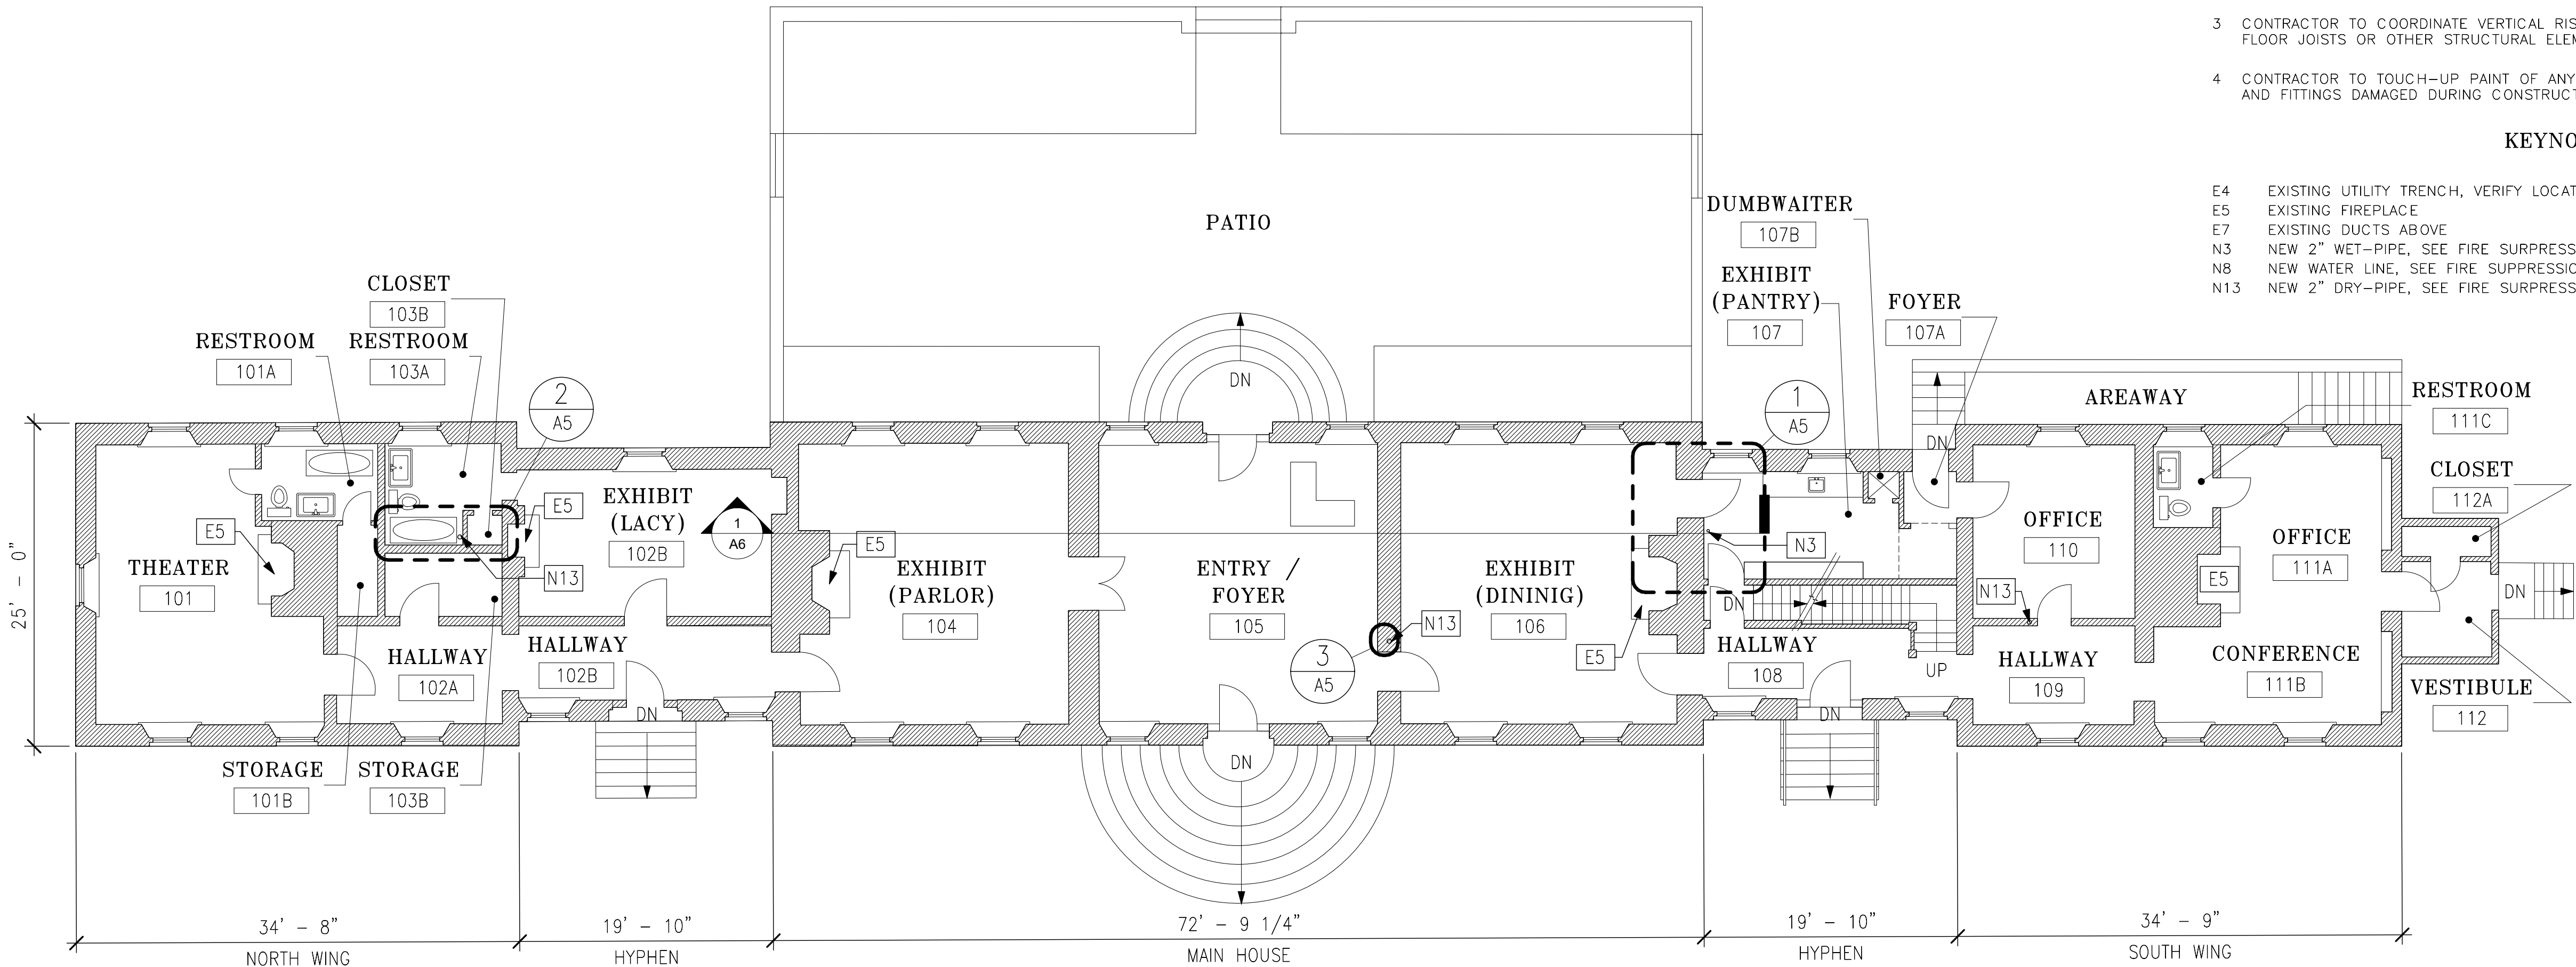 3 CONTRACTOR TO COORDINATE VERTICAL RIS
FLOOR JOISTS OR OTHER STRUCTURAL ELEM
4 CONTRACTOR TO TOUCH-UP PAINT OF ANY
AND FITTINGS DAMAGED DURING CONSTRUCT
KEYNO
E4 EXISTING UTILITY TRENCH, VERIFY LOCAT
E5 EXISTING FIREPLACE
E7 EXISTING DUCTS ABOVE
N3 NEW 2" WET-PIPE, SEE FIRE SURPRESS
N8 NEW WATER LINE, SEE FIRE SUPPRESSIO
N13 NEW 2" DRY-PIPE, SEE FIRE SURPRESS
PATIO
DUMBWAITER
107B
EXHIBIT
(PANTRY)
107
FOYER
107A
CLOSET
103B
RESTROOM
101A
RESTROOM
103A
2
A5
DN
1
A5
AREAWAY
DN
RESTROOM
111C
CLOSET
112A
EXHIBIT
(LACY)
102B
E5
1
A6
E5
E5
THEATER
101
N13
EXHIBIT
(PARLOR)
104
ENTRY /
FOYER
105
EXHIBIT
(DININIG)
106
N3
OFFICE
110
OFFICE
111A
E5
N13
DN
DN
N13
E5
3
A5
HALLWAY
102A
HALLWAY
102B
HALLWAY
108
UP
HALLWAY
109
CONFERENCE
111B
VESTIBULE
112
DN
DN
DN
STORAGE
101B
STORAGE
103B
25' - 0"
34' - 8"
NORTH WING
19' - 10"
HYPHEN
72' - 9 1/4"
MAIN HOUSE
19' - 10"
HYPHEN
34' - 9"
SOUTH WING